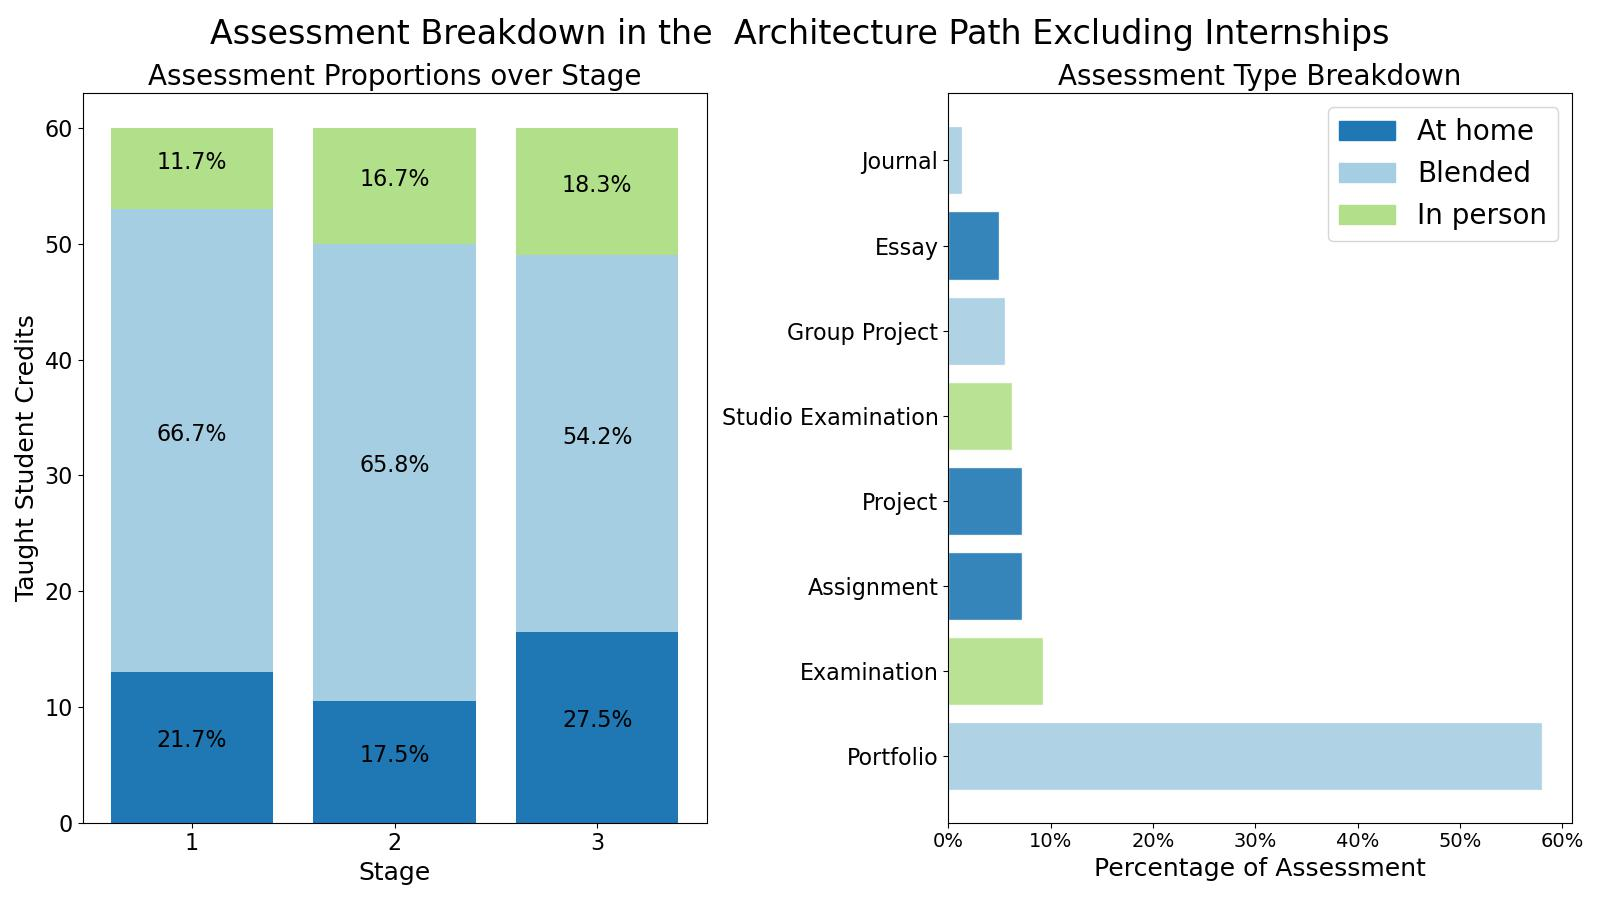 Assessment Breakdown in the  Architecture Path Excluding Internships
Assessment Proportions over Stage
Taught Student Credits
60
50
40
30
20
10
0
11.7%
16.7%
18.3%
66.7%
65.8%
54.2%
21.7%
17.5%
27.5%
1
2
3
Stage
Assessment Type Breakdown
At home
Blended
In person
Journal
Essay
Group Project
Studio Examination
Project
Assignment
Examination
Portfolio
0%
10%
20%
30%
40%
50%
60%
Percentage of Assessment